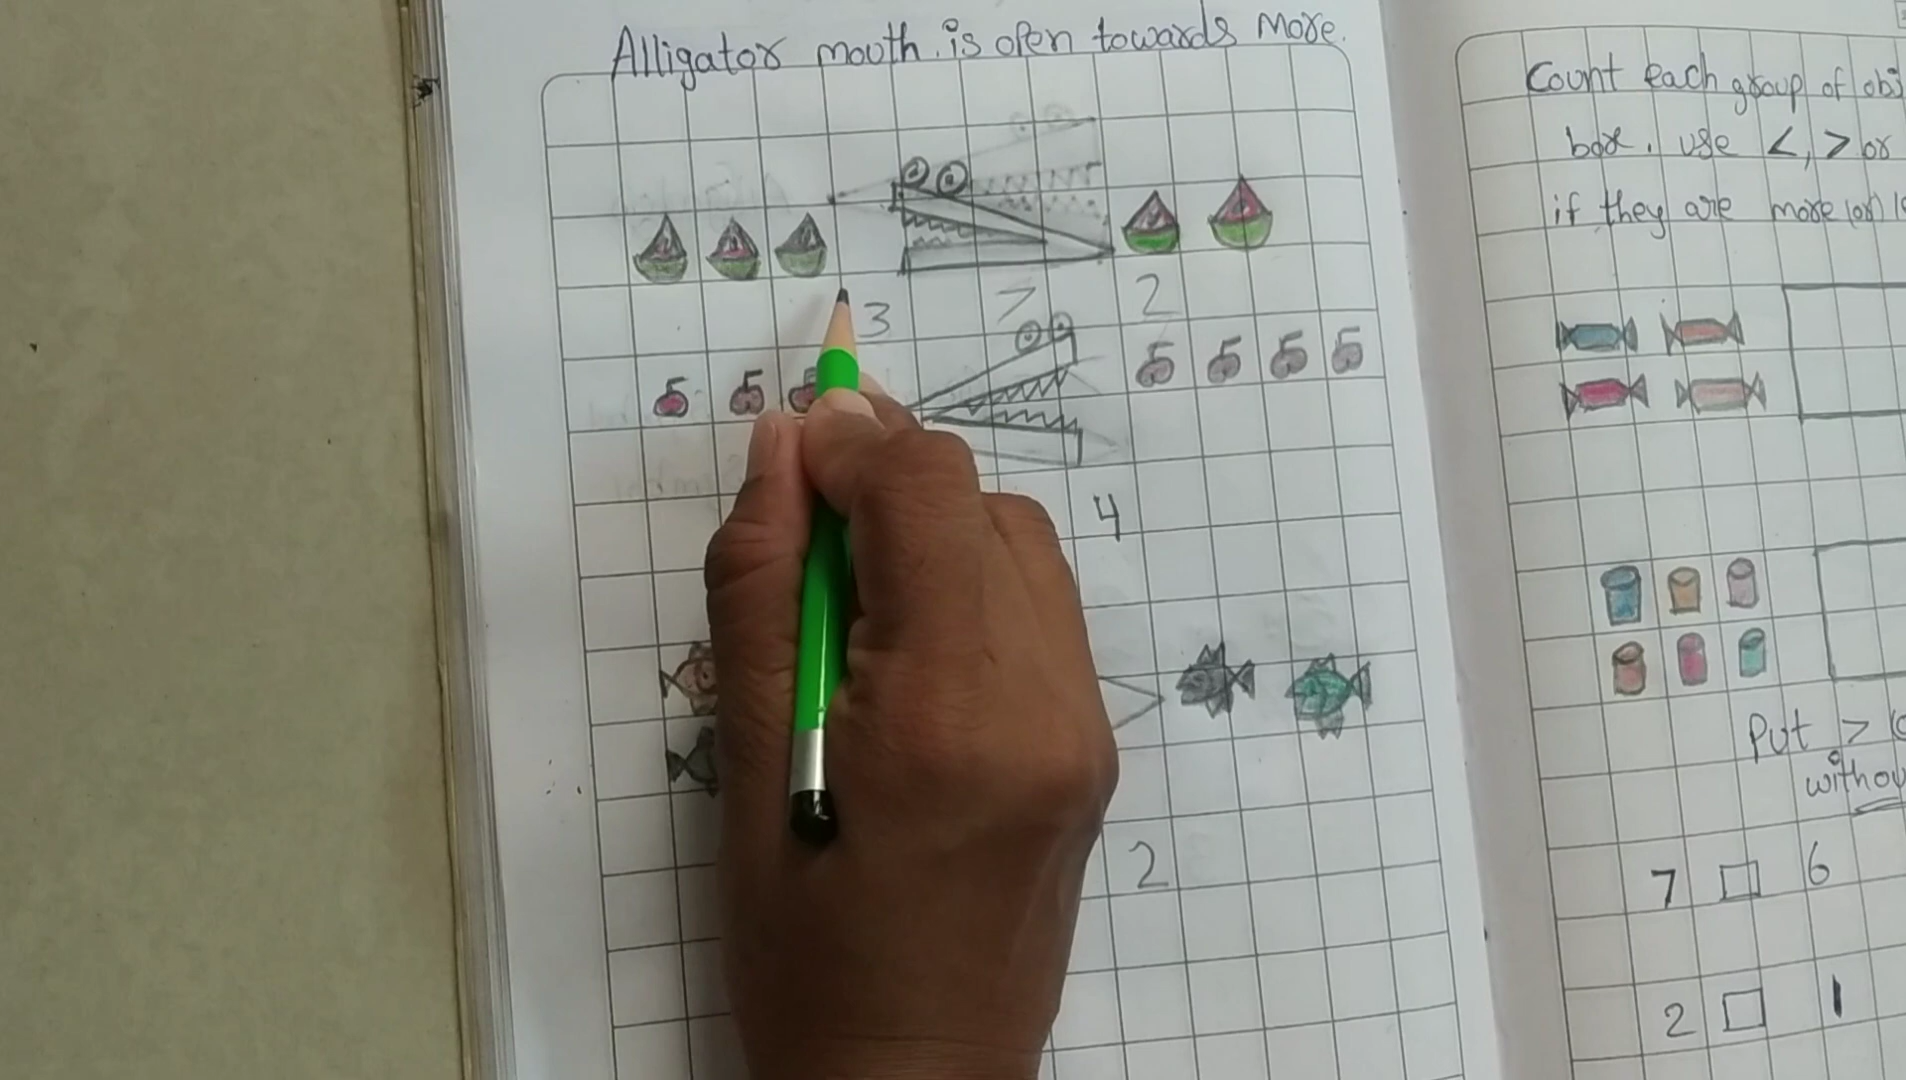 Alligator mouth is open towards more.
3 > 2
4
2
Count each group of obj
box. use <, > or
if they are more (or) le
Put >
withou
7 □ 6
2 □ 1